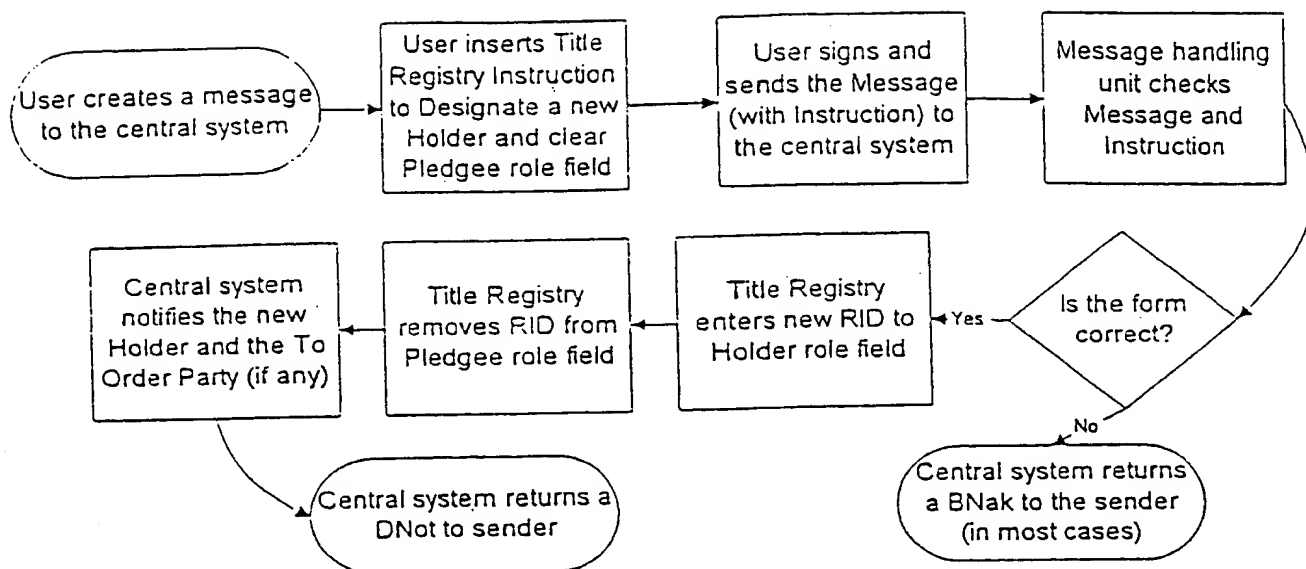 User creates a message
to the central system
User inserts Title
Registry Instruction
to Designate a new
Holder and clear
Pledgee role field
User signs and
sends the Message
(with Instruction) to
the central system
Message handling
unit checks
Message and
Instruction
Is the form
correct?
Yes
No
Title Registry
enters new RID to
Holder role field
Title Registry
removes RID from
Pledgee role field
Central system
notifies the new
Holder and the To
Order Party (if any)
Central system returns a
DNot to sender
Central system returns
a BNak to the sender
(in most cases)